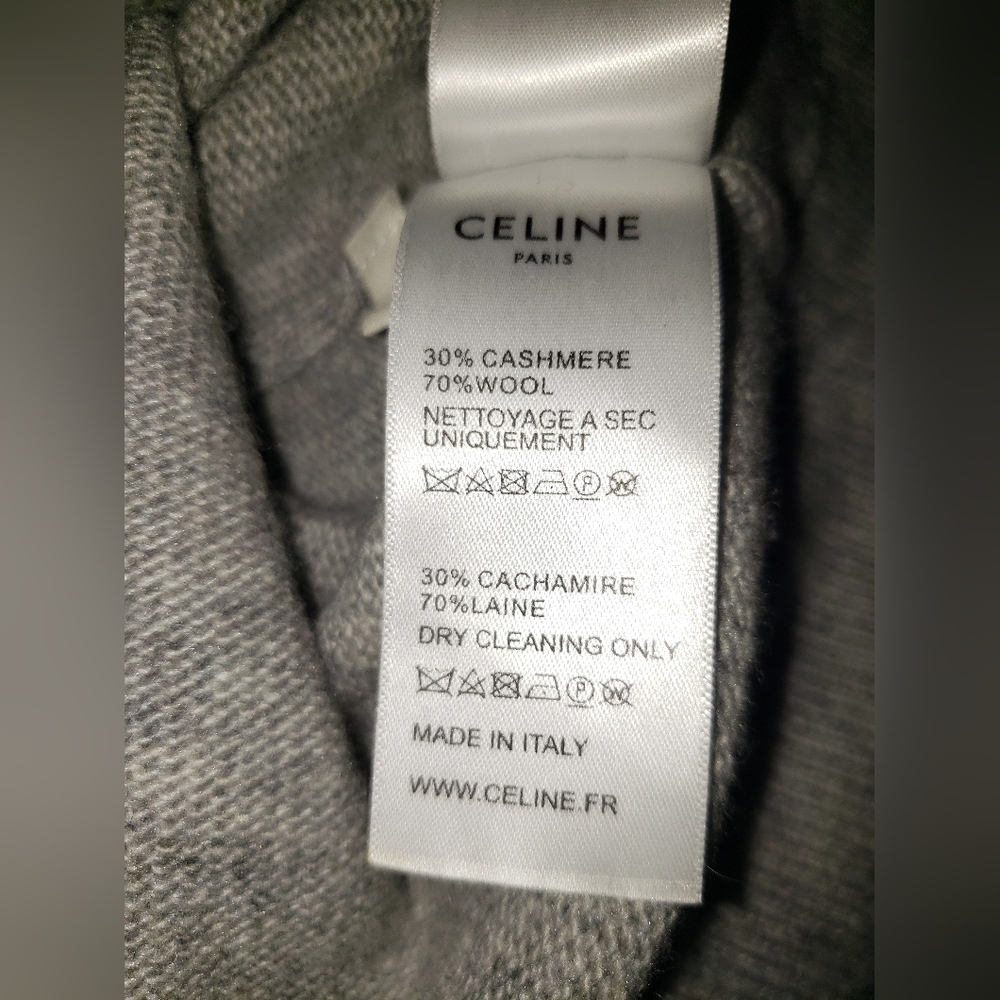 CELINE
PARIS
30% CASHMERE
70%WOOL
NETTOYAGE A SEC
UNIQUEMENT
P W
30% CACHAMIRE
70%LAINE
DRY CLEANING ONLY
P W
MADE IN ITALY
WWW.CELINE.FR